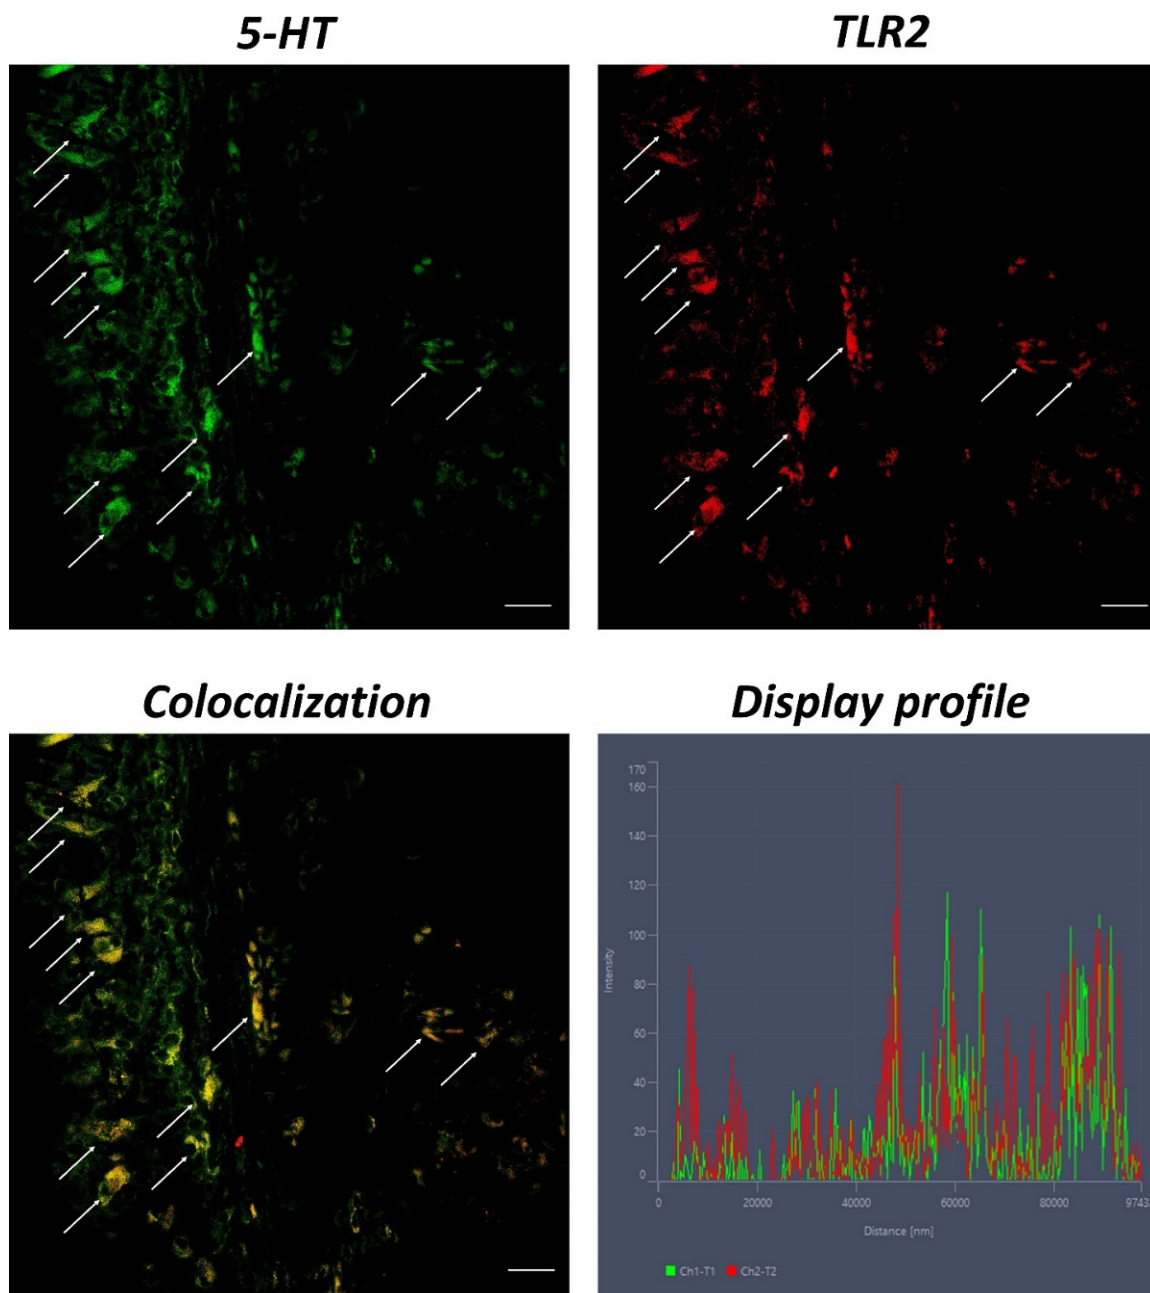 5-HT
TLR2
Colocalization
Display profile
170
160
140
120
100
80
60
40
20
0
Intensity
0
20000
40000
60000
80000
9743
Distance [nm]
Ch1-T1
Ch2-T2